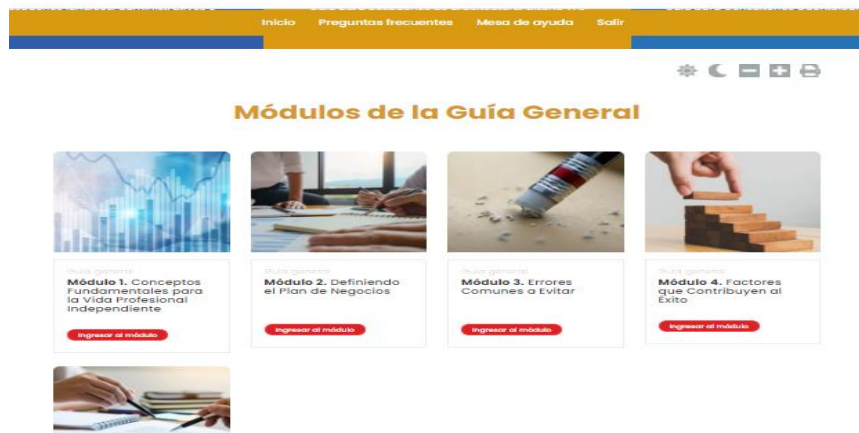 Inicio Preguntas frecuentes Mesa de ayuda Salir
Módulos de la Guía General
Guía general
Módulo 1. Conceptos
Fundamentales para
la Vida Profesional
Independiente
Ingresar al módulo
Guía general
Módulo 2. Definiendo
el Plan de Negocios
Ingresar al módulo
Guía general
Módulo 3. Errores
Comunes a Evitar
Ingresar al módulo
Guía general
Módulo 4. Factores
que Contribuyen al
Éxito
Ingresar al módulo